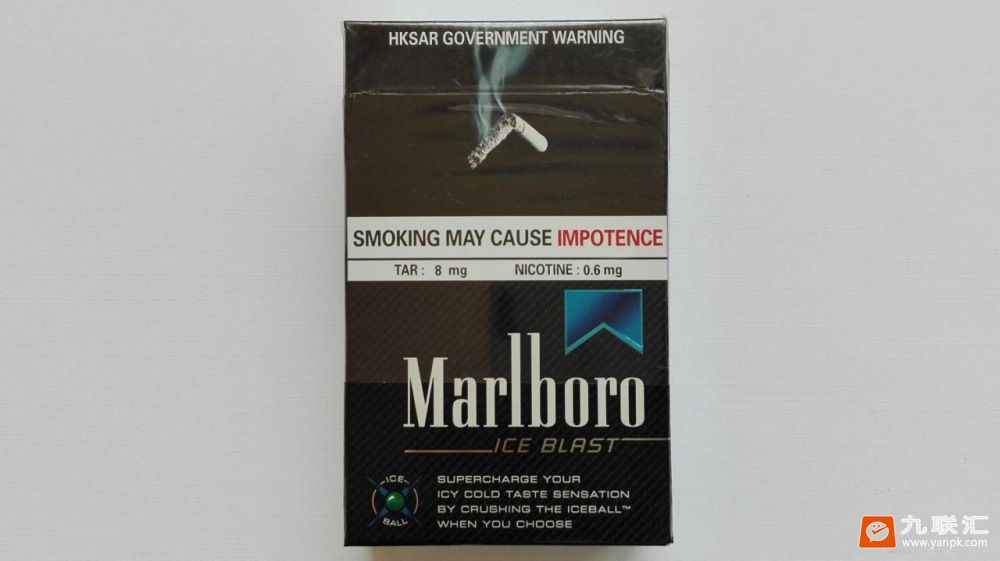 HKSAR GOVERNMENT WARNING
SMOKING MAY CAUSE IMPOTENCE
TAR : 8 mg NICOTINE : 0.6 mg
Marlboro
ICE BLAST
ICE
BALL
SUPERCHARGE YOUR
ICY COLD TASTE SENSATION
BY CRUSHING THE ICEBALL™
WHEN YOU CHOOSE
九联汇
www.yanpk.com